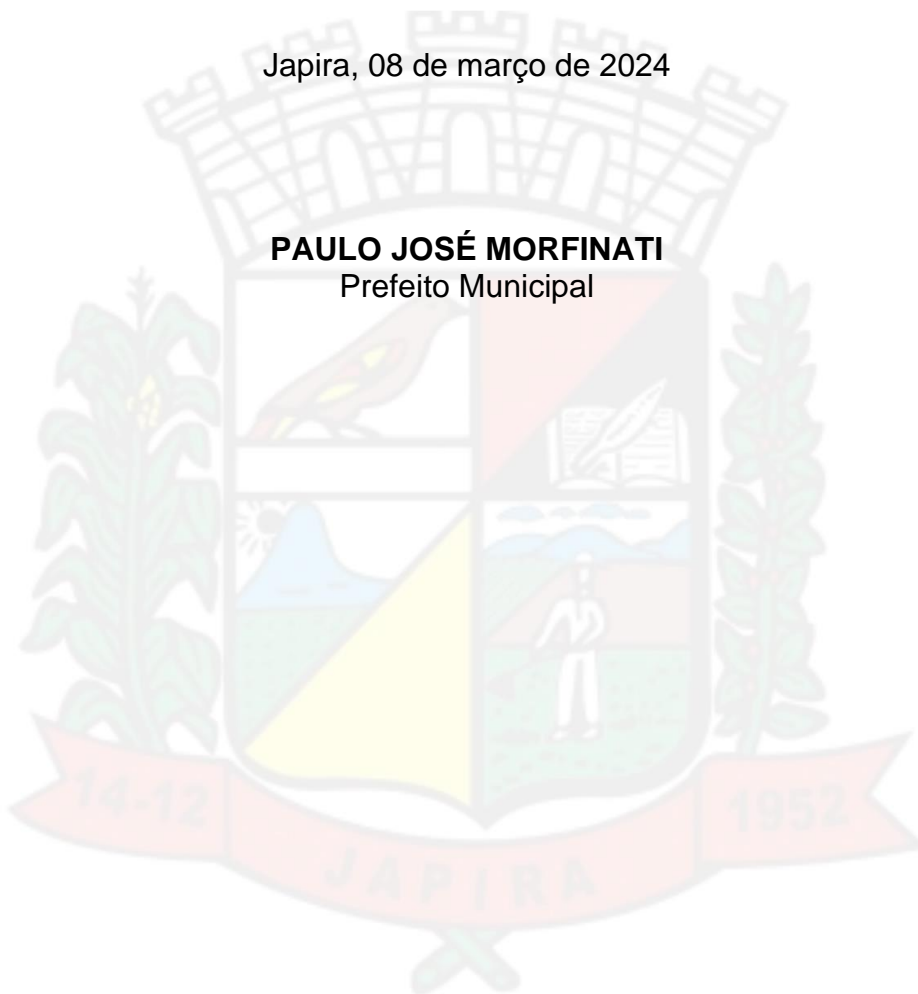 Japira, 08 de março de 2024
PAULO JOSÉ MORFINATI
Prefeito Municipal
14-12
1952
JAPIRA